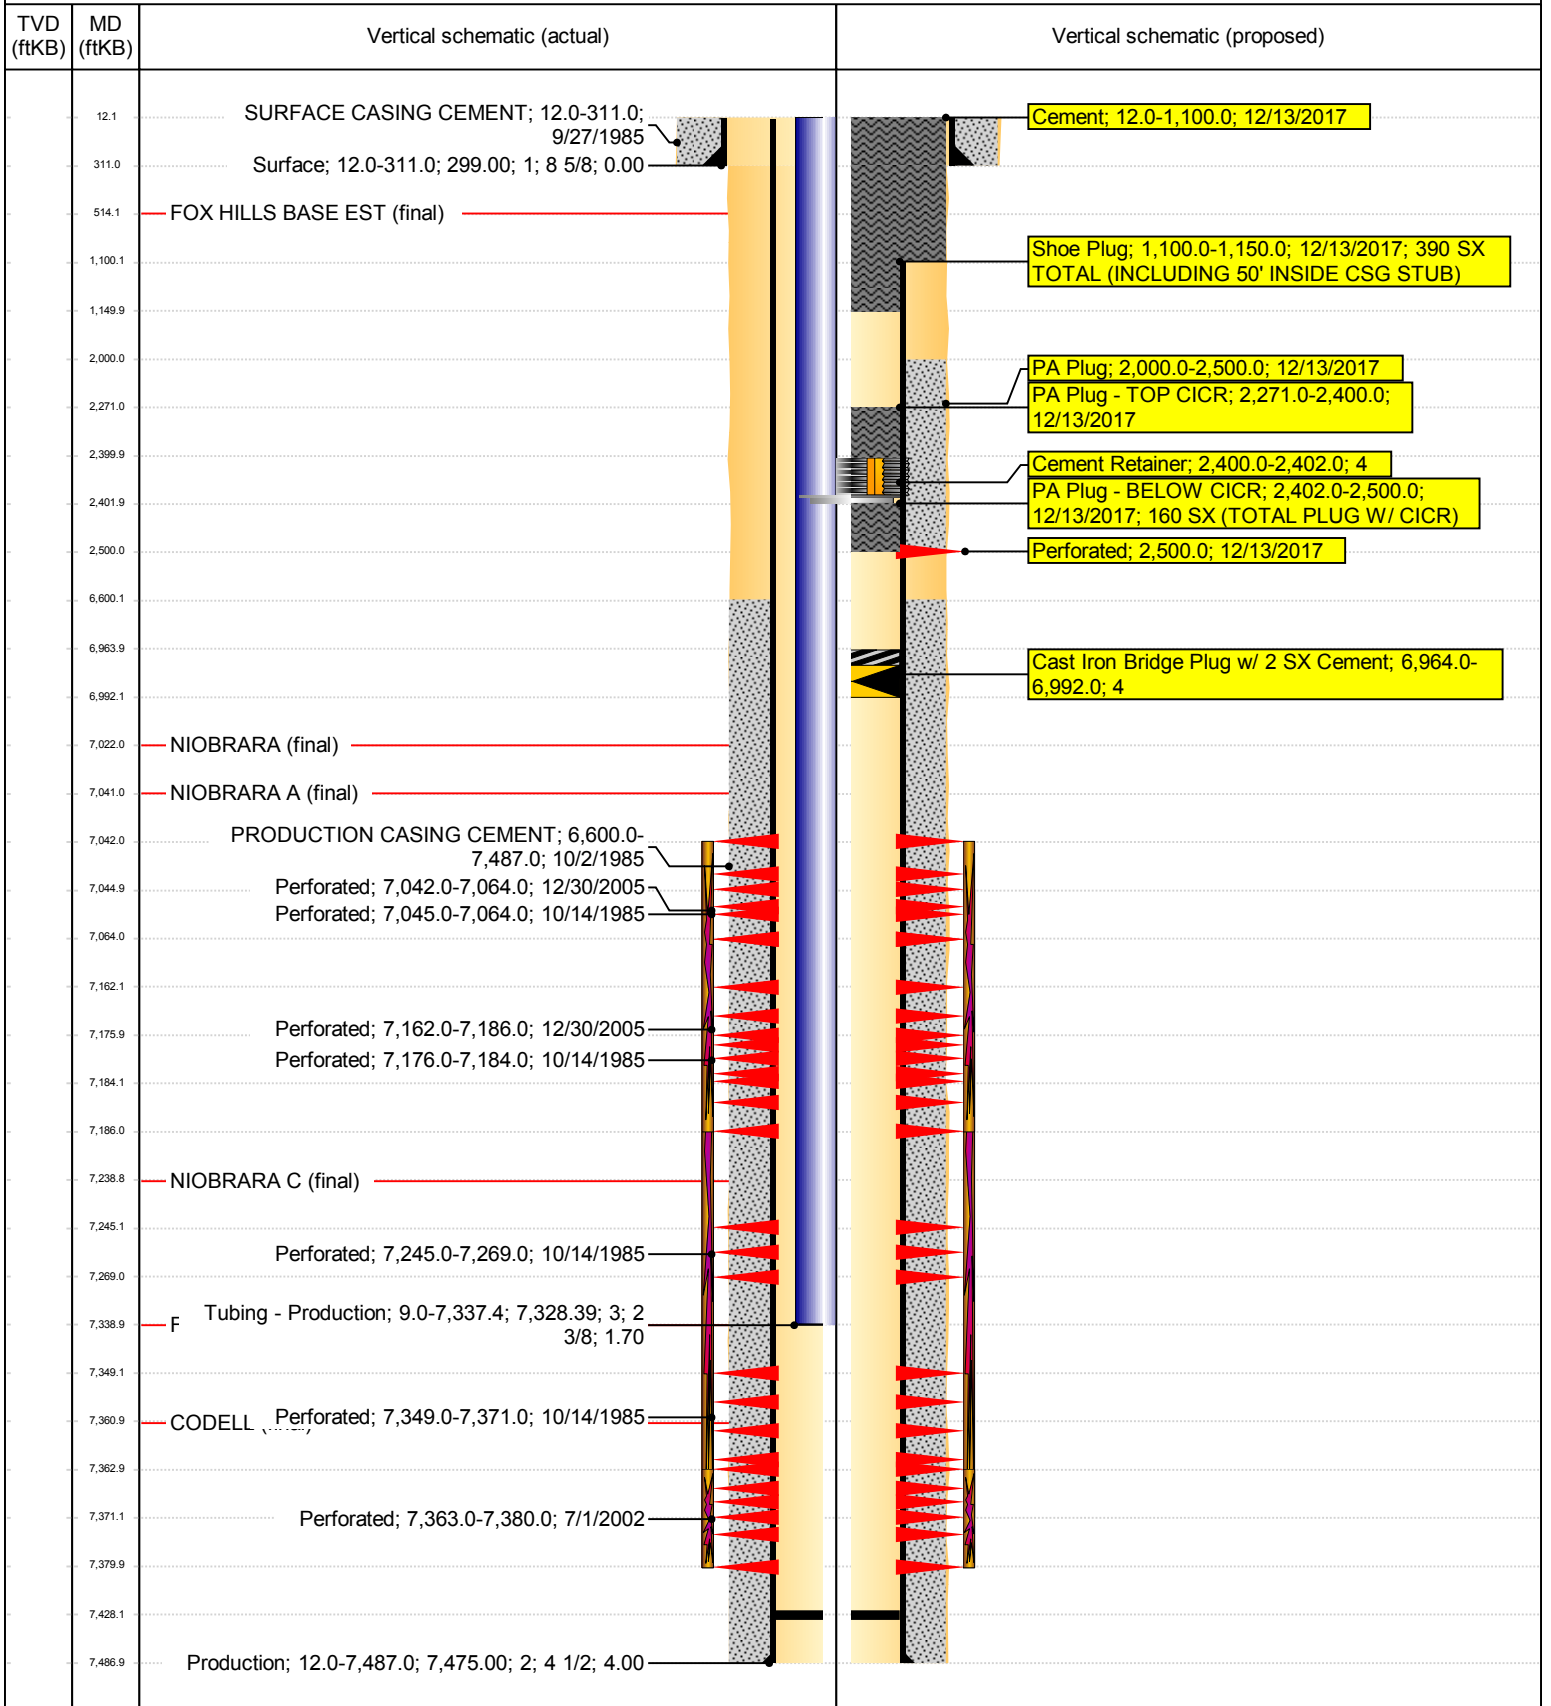 TVD (ftKB)
MD (ftKB)
Vertical schematic (actual)
Vertical schematic (proposed)
12.1
311.0
514.1
1,100.1
1,149.9
2,000.0
2,271.0
2,399.9
2,401.9
2,500.0
6,600.1
6,963.9
6,992.1
7,022.0
7,041.0
7,042.0
7,044.9
7,064.0
7,162.1
7,175.9
7,184.1
7,186.0
7,238.8
7,245.1
7,269.0
7,338.9
7,349.1
7,360.9
7,362.9
7,371.1
7,379.9
7,428.1
7,486.9
SURFACE CASING CEMENT; 12.0-311.0;
9/27/1985
Surface; 12.0-311.0; 299.00; 1; 8 5/8; 0.00
FOX HILLS BASE EST (final)
NIOBRARA (final)
NIOBRARA A (final)
PRODUCTION CASING CEMENT; 6,600.0-
7,487.0; 10/2/1985
Perforated; 7,042.0-7,064.0; 12/30/2005
Perforated; 7,045.0-7,064.0; 10/14/1985
Perforated; 7,162.0-7,186.0; 12/30/2005
Perforated; 7,176.0-7,184.0; 10/14/1985
NIOBRARA C (final)
Perforated; 7,245.0-7,269.0; 10/14/1985
F
Tubing - Production; 9.0-7,337.4; 7,328.39; 3; 2
3/8; 1.70
CODELL
Perforated; 7,349.0-7,371.0; 10/14/1985
Perforated; 7,363.0-7,380.0; 7/1/2002
Production; 12.0-7,487.0; 7,475.00; 2; 4 1/2; 4.00
Cement; 12.0-1,100.0; 12/13/2017
Shoe Plug; 1,100.0-1,150.0; 12/13/2017; 390 SX
TOTAL (INCLUDING 50' INSIDE CSG STUB)
PA Plug; 2,000.0-2,500.0; 12/13/2017
PA Plug - TOP CICR; 2,271.0-2,400.0;
12/13/2017
Cement Retainer; 2,400.0-2,402.0; 4
PA Plug - BELOW CICR; 2,402.0-2,500.0;
12/13/2017; 160 SX (TOTAL PLUG W/ CICR)
Perforated; 2,500.0; 12/13/2017
Cast Iron Bridge Plug w/ 2 SX Cement; 6,964.0-
6,992.0; 4